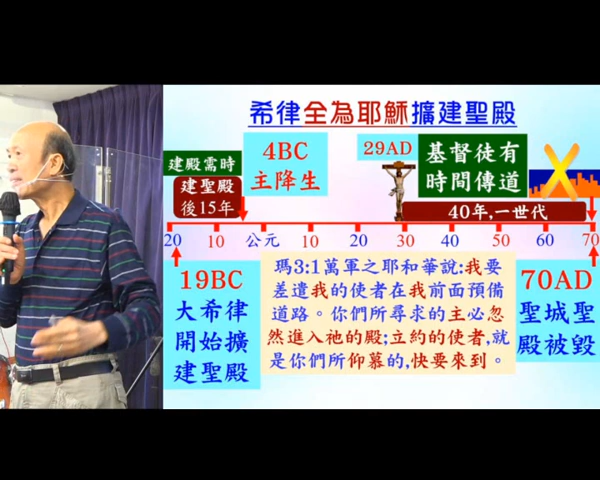 希律全為耶穌擴建聖殿
建殿需時
建聖殿
後15年
4BC
主降生
29AD
基督徒有
時間傳道
40年,一世代
20 10 公元 10 20 30 40 50 60 70
19BC
大希律
開始擴
建聖殿
瑪3:1萬軍之耶和華說:我要
差遣我的使者在我前面預備
道路。你們所尋求的主必忽
然進入祂的殿;立約的使者,就
是你們所仰慕的,快要來到。
70AD
聖城聖
殿被毀